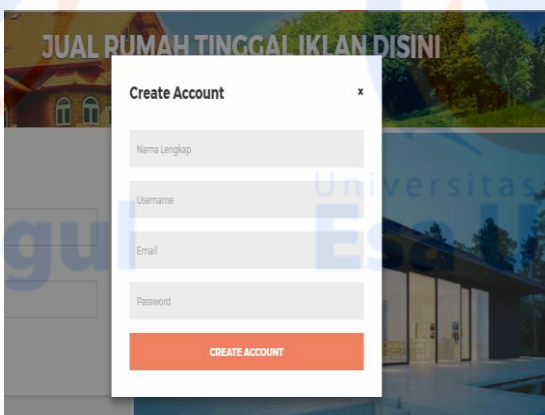 JUAL RUMAH TINGGAL IKLAN DISINI
Create Account x
Nama Lengkap
Username
Universitas
Esa U
gul
Email
Password
CREATE ACCOUNT